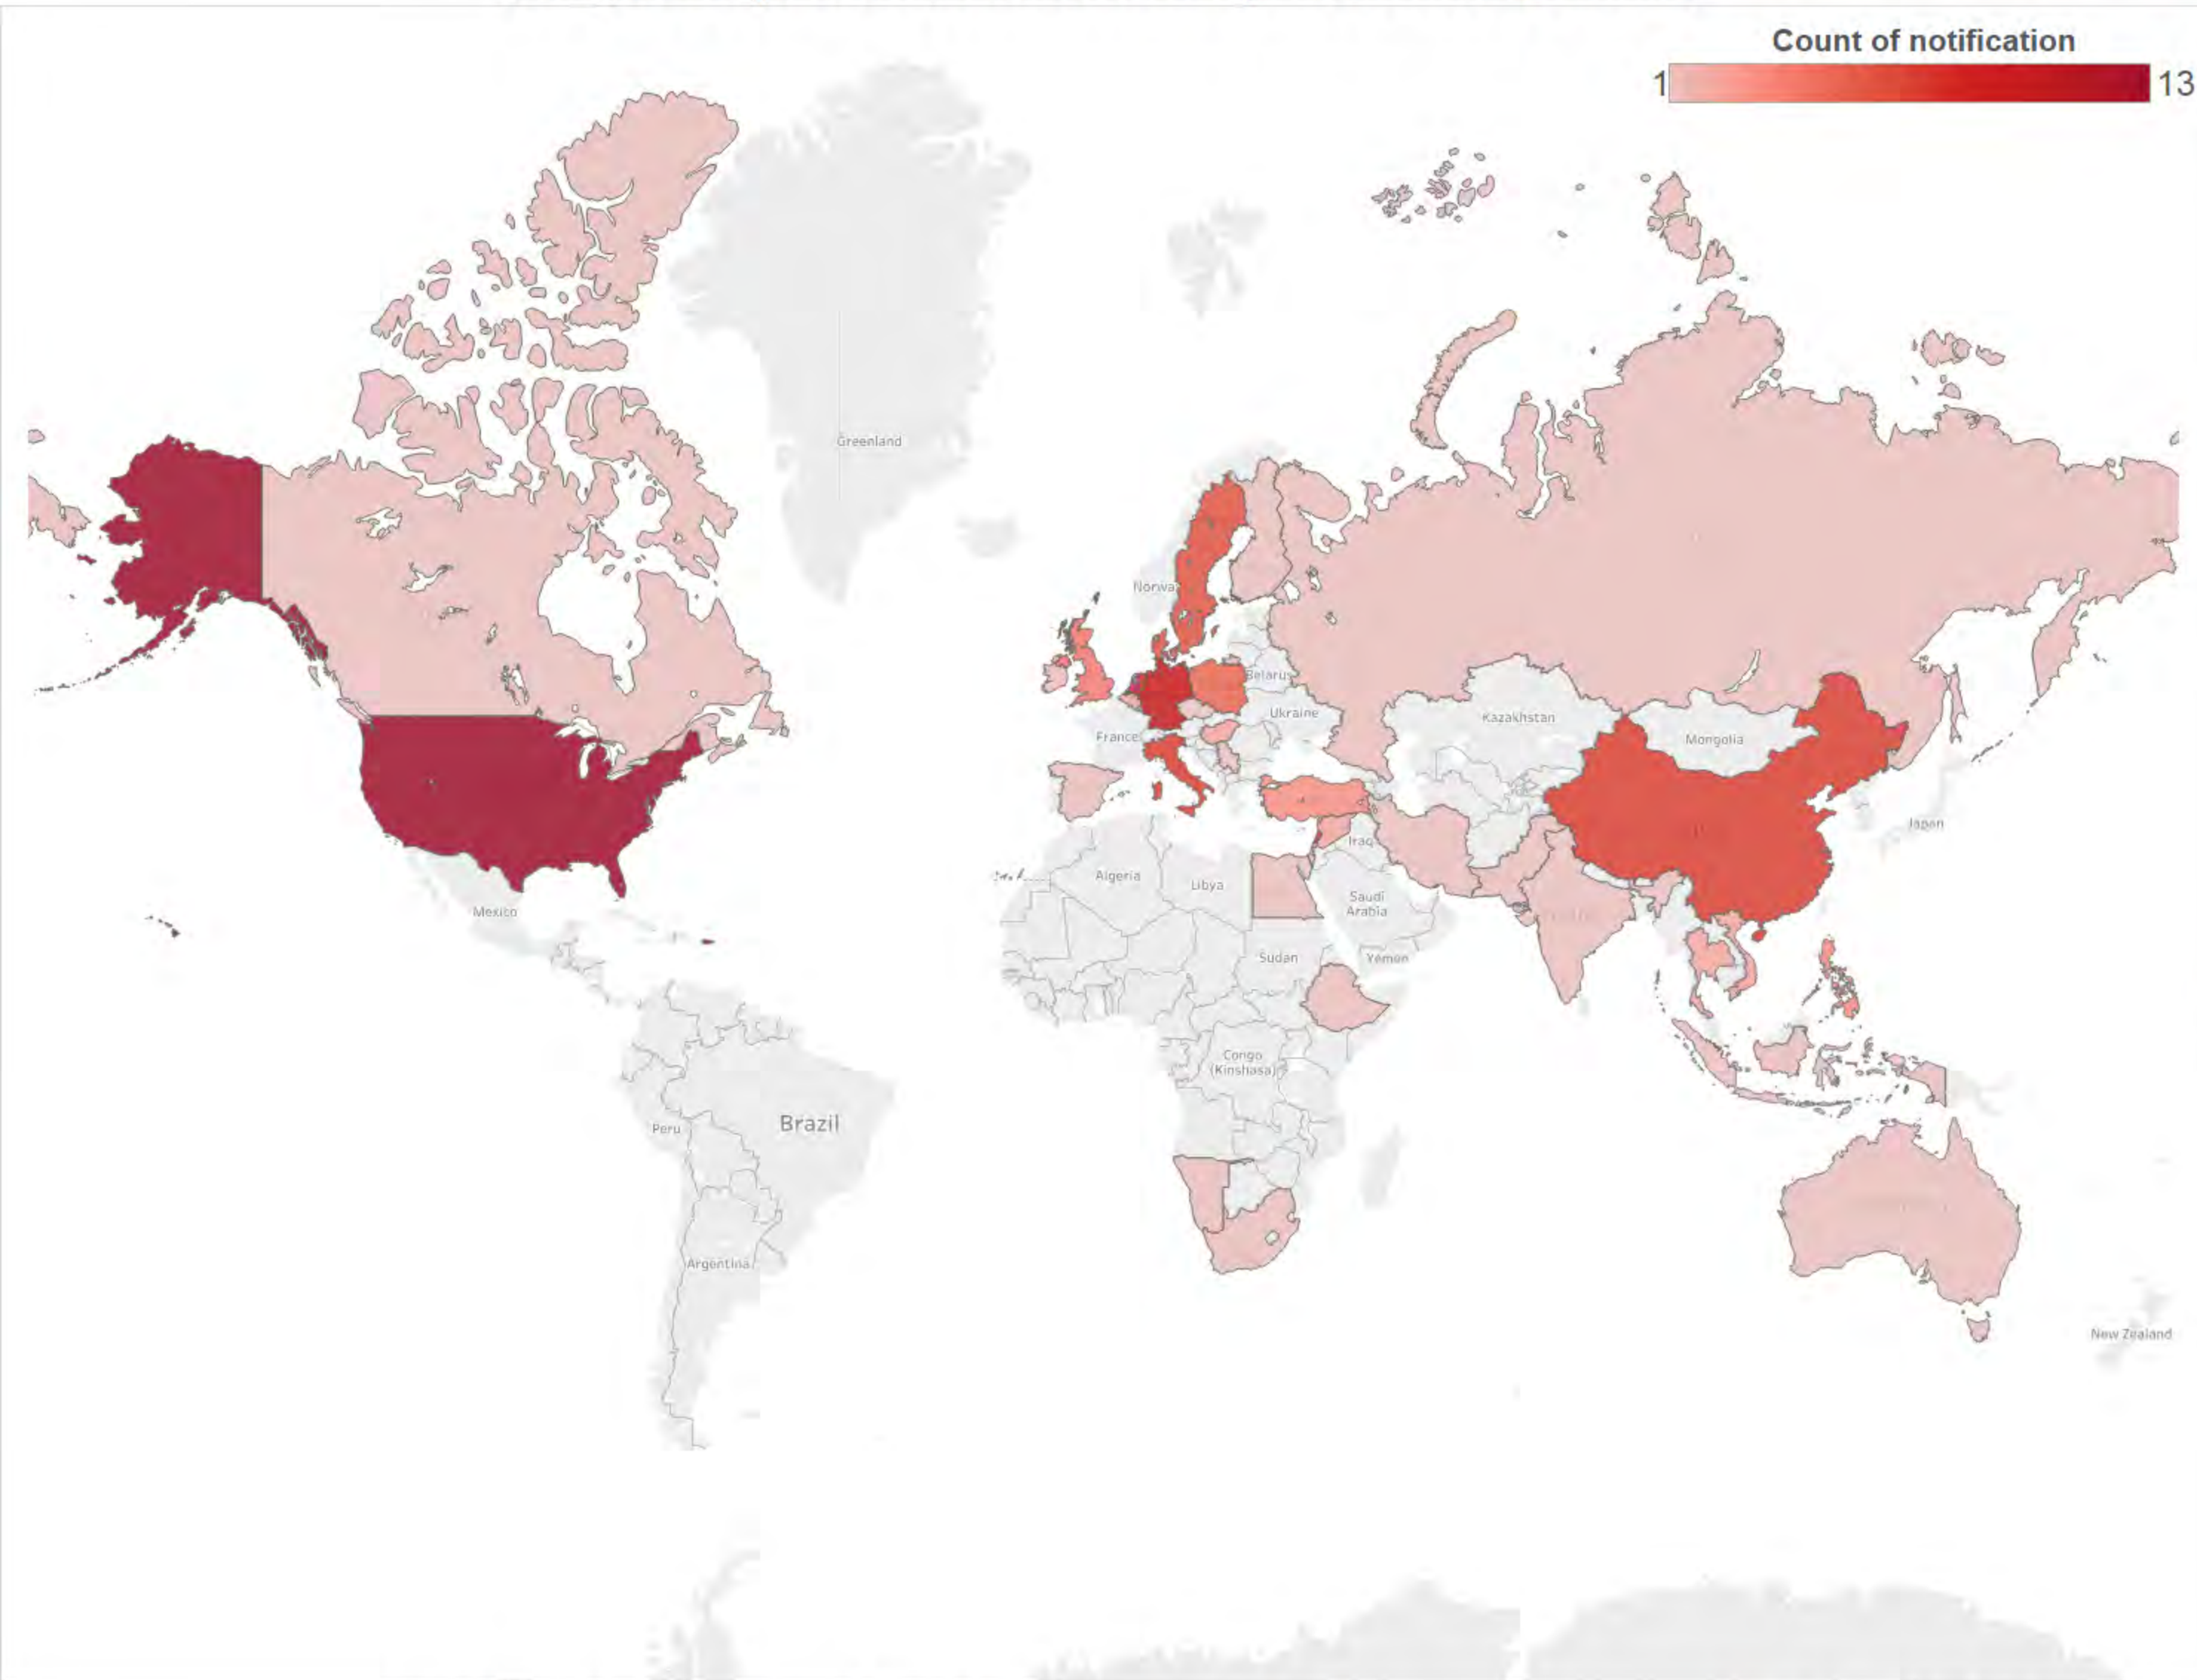 Count of notification
1
13
Greenland
Norwa
Belarus
Ukraine
Kazakhstan
France
Mongolia
Japan
Iraq
Algeria
Libya
Saudi
Arabia
Mexico
Sudan
Yemen
Congo
(Kinshasa)
Brazil
Peru
Argentina
New Zealand